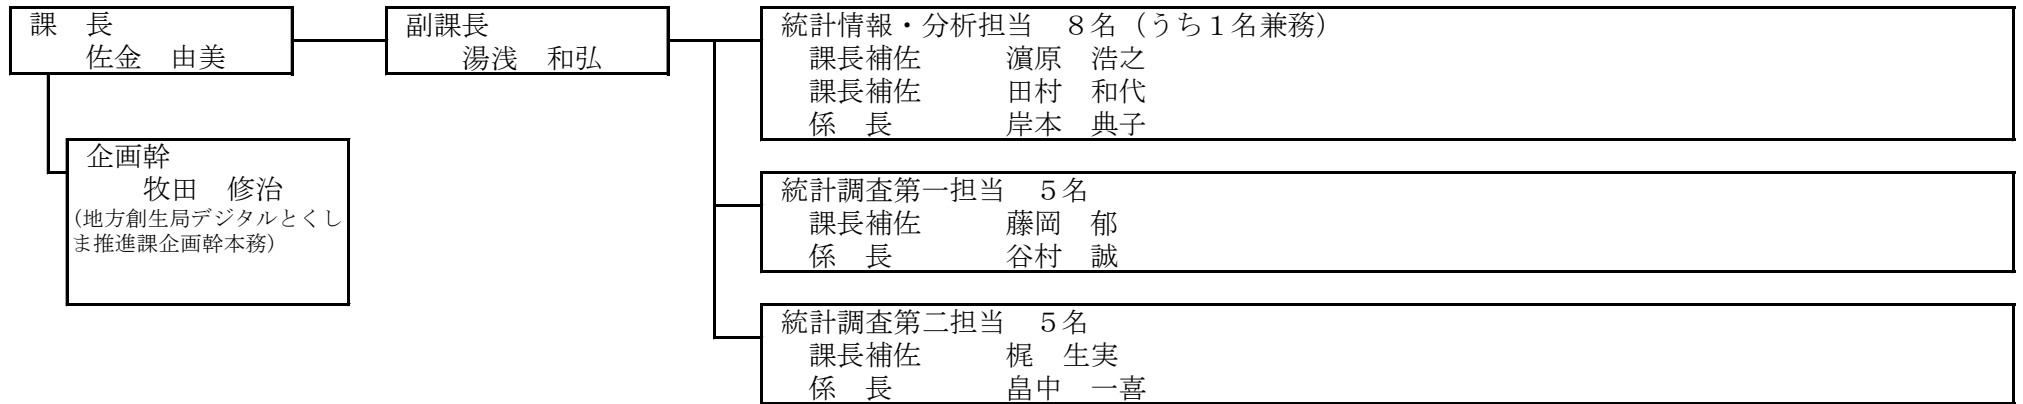 課　長
佐金　由美
副課長
湯浅　和弘
統計情報・分析担当　８名（うち１名兼務）
課長補佐　　　濵原　浩之
課長補佐　　　田村　和代
係　長　　　　岸本　典子
企画幹
牧田　修治
（地方創生局デジタルとくし
ま推進課企画幹本務）
統計調査第一担当　５名
課長補佐　　　藤岡　郁
係　長　　　　谷村　誠
統計調査第二担当　５名
課長補佐　　　梶　生実
係　長　　　　畠中　一喜